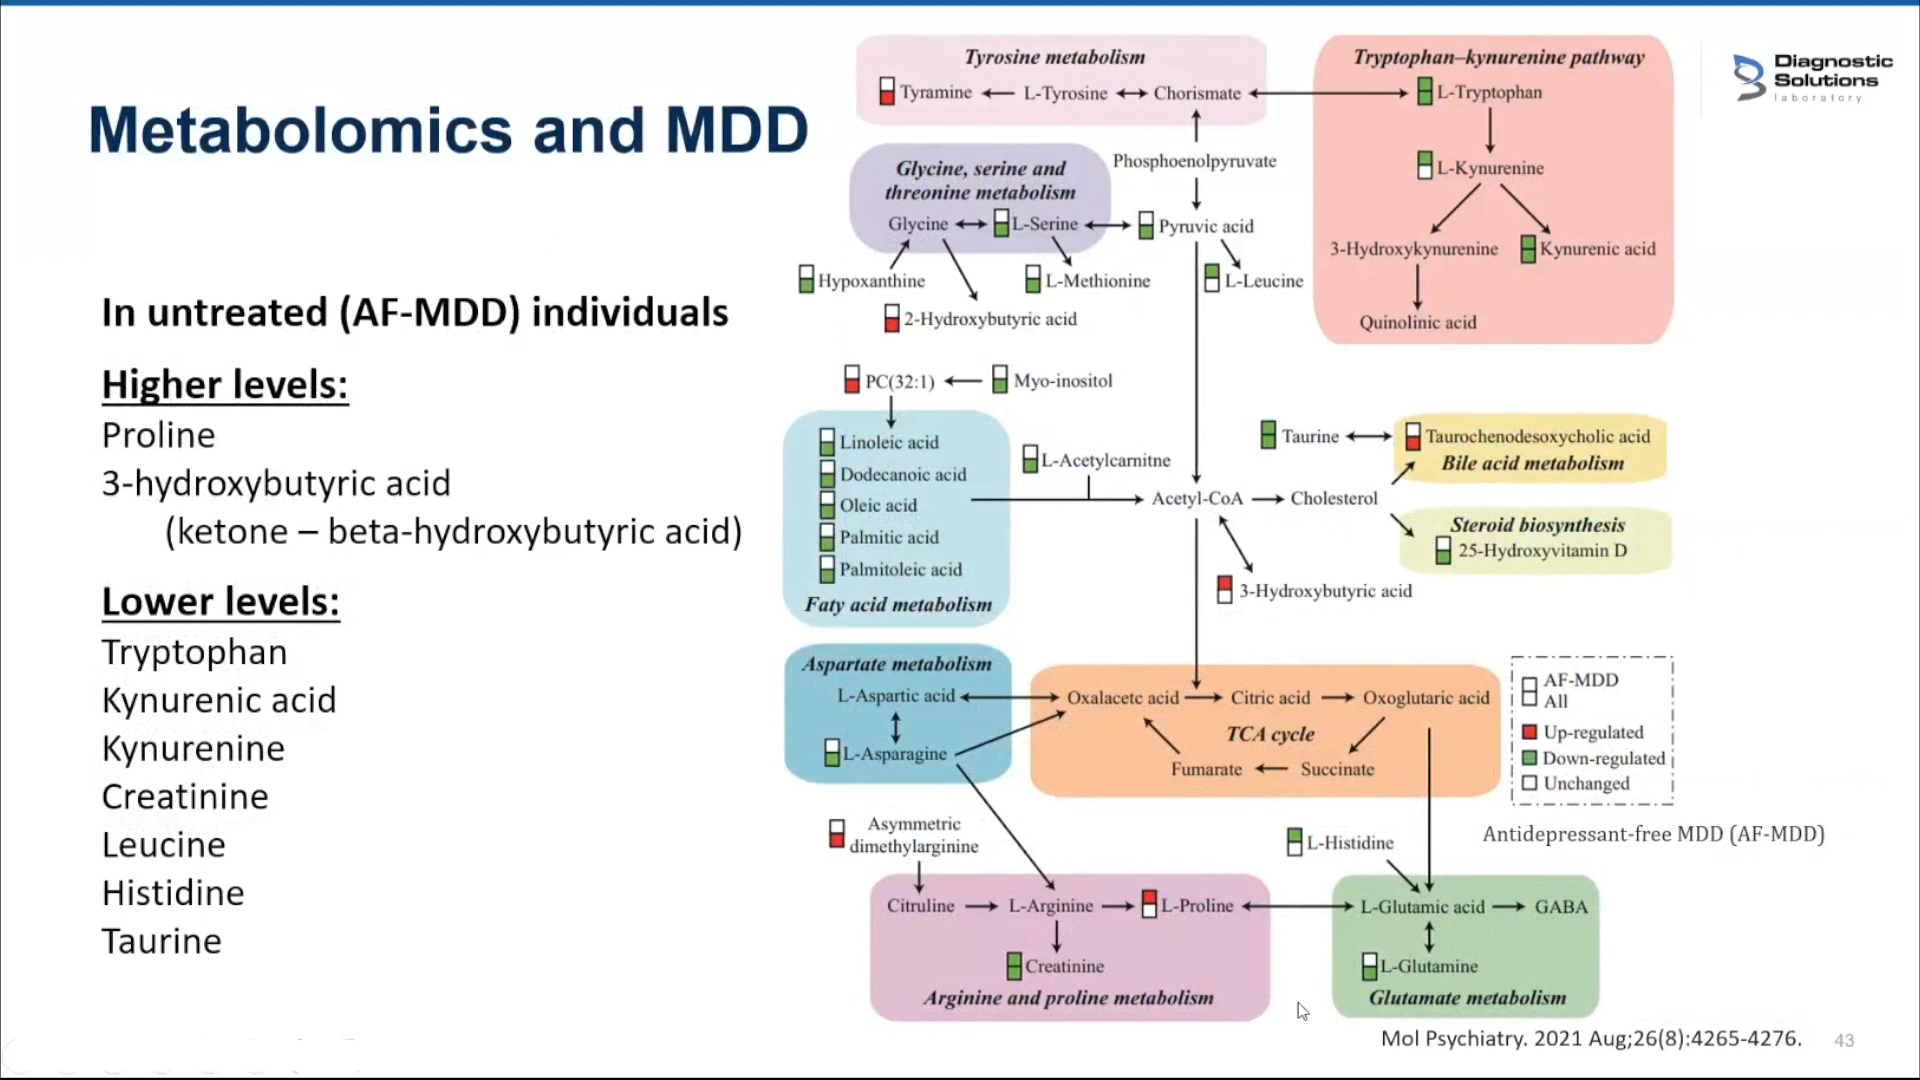 Metabolomics and MDD
In untreated (AF-MDD) individuals
Higher levels:
Proline
3-hydroxybutyric acid
(ketone – beta-hydroxybutyric acid)
Lower levels:
Tryptophan
Kynurenic acid
Kynurenine
Creatinine
Leucine
Histidine
Taurine
Tyrosine metabolism
Tyramine
L-Tyrosine
Chorismate
Tryptophan–kynurenine pathway
L-Tryptophan
L-Kynurenine
3-Hydroxykynurenine
Kynurenic acid
Quinolinic acid
Diagnostic
Solutions
laboratory
Phosphoenolpyruvate
Glycine, serine and
threonine metabolism
Glycine
L-Serine
Pyruvic acid
Hypoxanthine
L-Methionine
L-Leucine
2-Hydroxybutyric acid
PC(32:1)
Myo-inositol
Linoleic acid
Dodecanoic acid
Oleic acid
Palmitic acid
Palmitoleic acid
Faty acid metabolism
L-Acetylcarnitne
Acetyl-CoA
Cholesterol
Taurine
Taurochenodesoxycholic acid
Bile acid metabolism
Steroid biosynthesis
25-Hydroxyvitamin D
3-Hydroxybutyric acid
Aspartate metabolism
L-Aspartic acid
L-Asparagine
Oxalacetc acid
Citric acid
Oxoglutaric acid
TCA cycle
Fumarate
Succinate
AF-MDD
All
Up-regulated
Down-regulated
Unchanged
Antidepressant-free MDD (AF-MDD)
Asymmetric
dimethylarginine
L-Histidine
Citruline
L-Arginine
L-Proline
L-Glutamic acid
GABA
Creatinine
L-Glutamine
Arginine and proline metabolism
Glutamate metabolism
Mol Psychiatry. 2021 Aug;26(8):4265-4276.
43